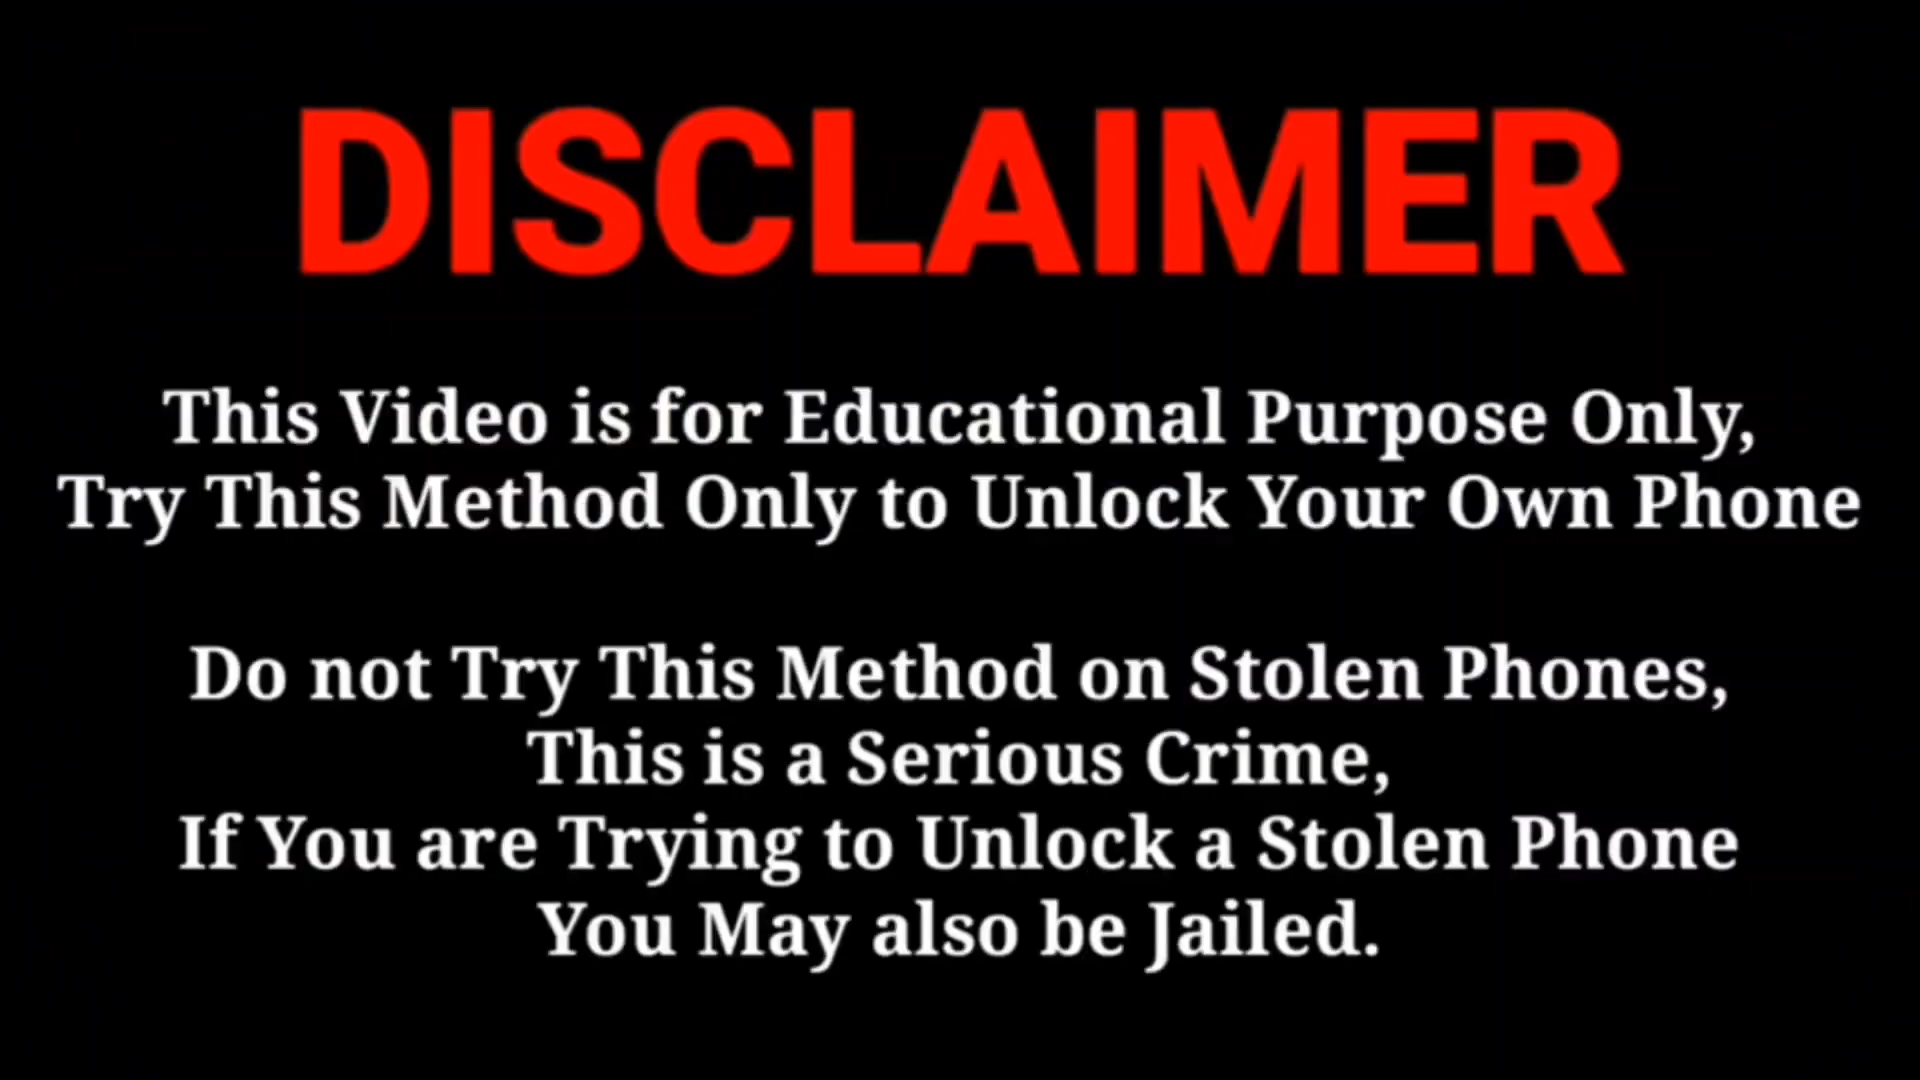 DISCLAIMER
This Video is for Educational Purpose Only,
Try This Method Only to Unlock Your Own Phone
Do not Try This Method on Stolen Phones,
This is a Serious Crime,
If You are Trying to Unlock a Stolen Phone
You May also be Jailed.